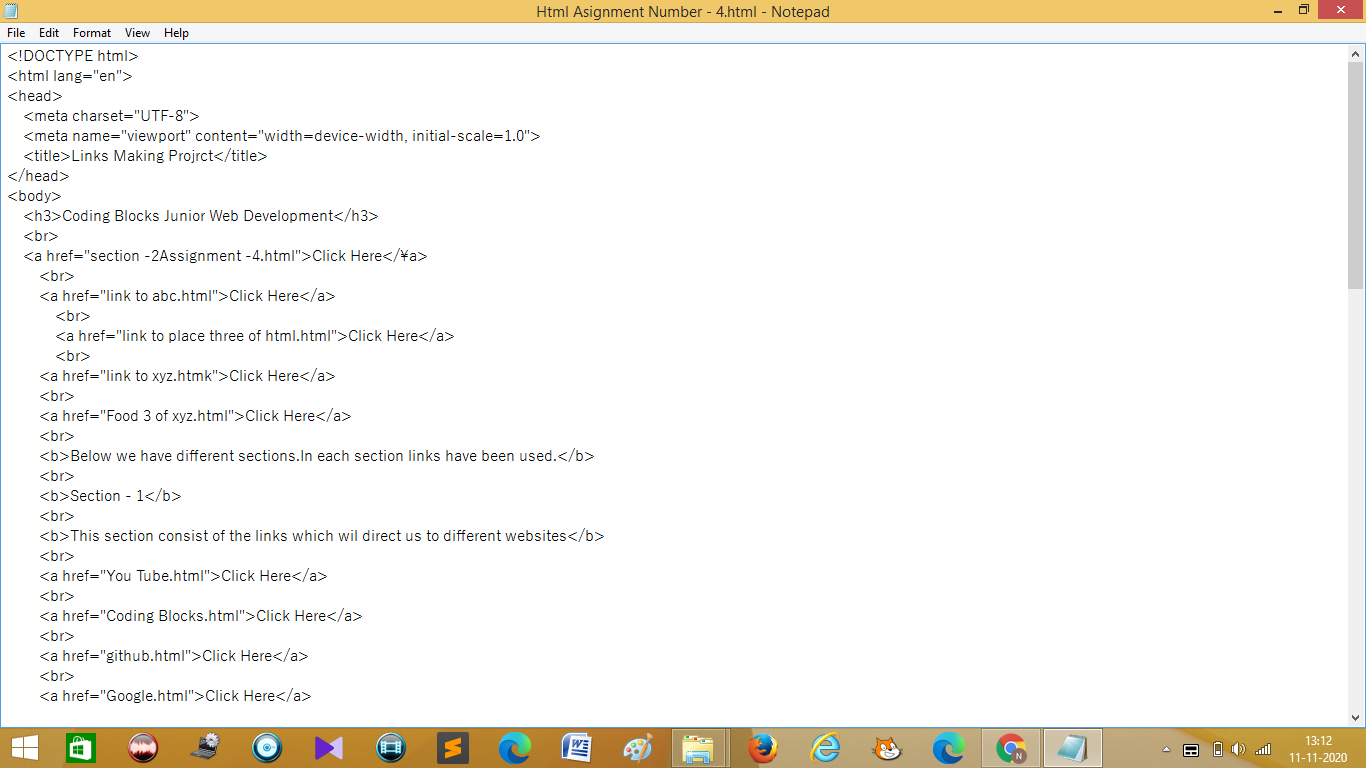 Html Asignment Number - 4.html - Notepad
File Edit Format View Help
<!DOCTYPE html>
<html lang="en">
<head>
<meta charset="UTF-8">
<meta name="viewport" content="width=device-width, initial-scale=1.0">
<title>Links Making Projrct</title>
</head>
<body>
<h3>Coding Blocks Junior Web Development</h3>
<br>
<a href="section -2Assignment -4.html">Click Here</¥a>
<br>
<a href="link to abc.html">Click Here</a>
<br>
<a href="link to place three of html.html">Click Here</a>
<br>
<a href="link to xyz.htmk">Click Here</a>
<br>
<a href="Food 3 of xyz.html">Click Here</a>
<br>
<b>Below we have different sections.In each section links have been used.</b>
<br>
<b>Section - 1</b>
<br>
<b>This section consist of the links which wil direct us to different websites</b>
<br>
<a href="You Tube.html">Click Here</a>
<br>
<a href="Coding Blocks.html">Click Here</a>
<br>
<a href="github.html">Click Here</a>
<br>
<a href="Google.html">Click Here</a>
N
13:12
11-11-2020